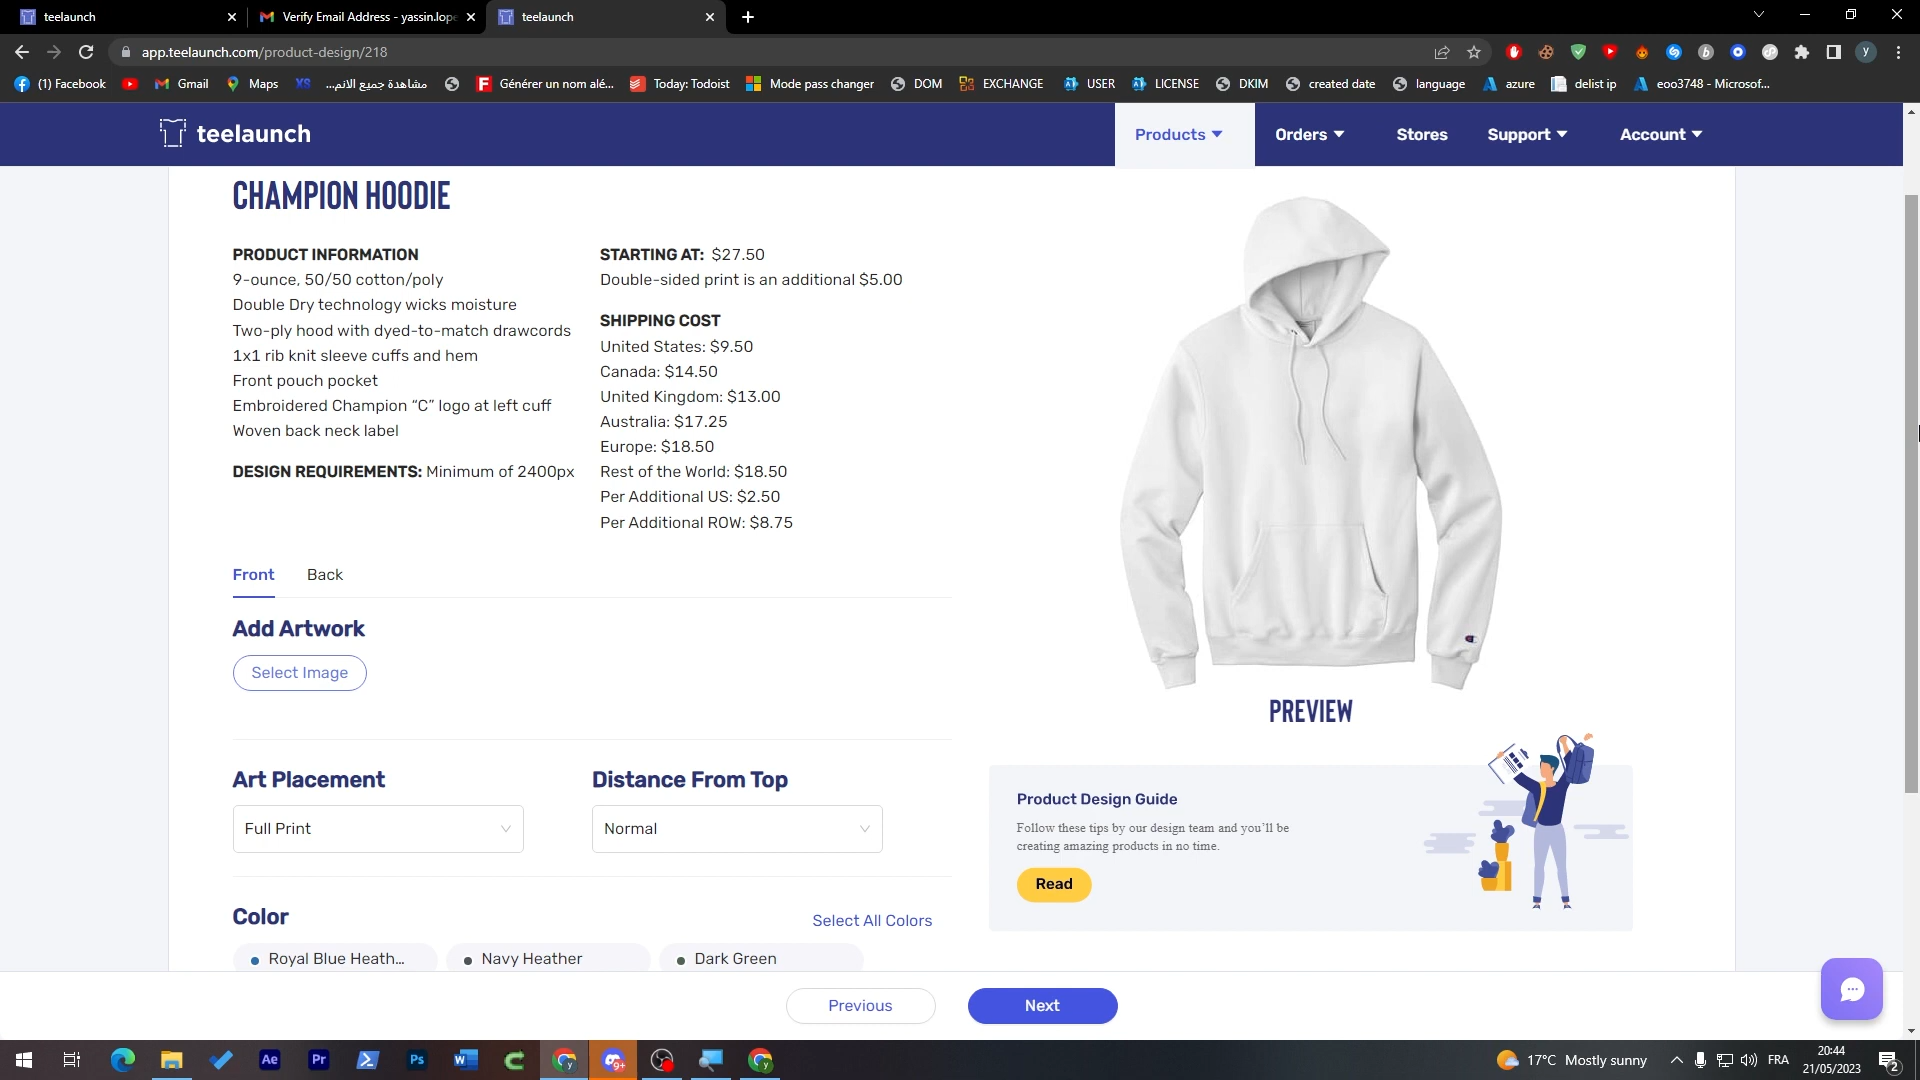 teelaunch
Verify Email Address - yassin.lope
teelaunch
app.teelaunch.com/product-design/218
(1) Facebook
Gmail
Maps
مشاهدة جميع الانم...
Générer un nom alé...
Today: Todoist
Mode pass changer
DOM
EXCHANGE
USER
LICENSE
DKIM
created date
language
azure
delist ip
eoo3748 - Microsof...
teelaunch
Products
Orders
Stores
Support
Account
CHAMPION HOODIE
PRODUCT INFORMATION
9-ounce, 50/50 cotton/poly
Double Dry technology wicks moisture
Two-ply hood with dyed-to-match drawcords
1x1 rib knit sleeve cuffs and hem
Front pouch pocket
Embroidered Champion “C” logo at left cuff
Woven back neck label
DESIGN REQUIREMENTS: Minimum of 2400px
STARTING AT: $27.50
Double-sided print is an additional $5.00
SHIPPING COST
United States: $9.50
Canada: $14.50
United Kingdom: $13.00
Australia: $17.25
Europe: $18.50
Rest of the World: $18.50
Per Additional US: $2.50
Per Additional ROW: $8.75
Front
Back
Add Artwork
Select Image
Art Placement
Full Print
Distance From Top
Normal
Color
Select All Colors
Royal Blue Heath...
Navy Heather
Dark Green
PREVIEW
Product Design Guide
Follow these tips by our design team and you’ll be
creating amazing products in no time.
Read
Previous
Next
Ae
Pr
Ps
17°C Mostly sunny
FRA
20:44
21/05/2023
2